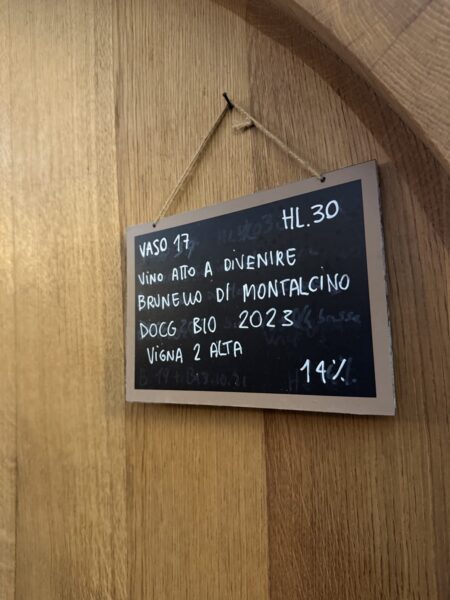 VASO 17 HL.30
VINO ATTO A DIVENIRE
BRUNELLO DI MONTALCINO
DOCG BIO 2023
VIGNA 2 ALTA
14%